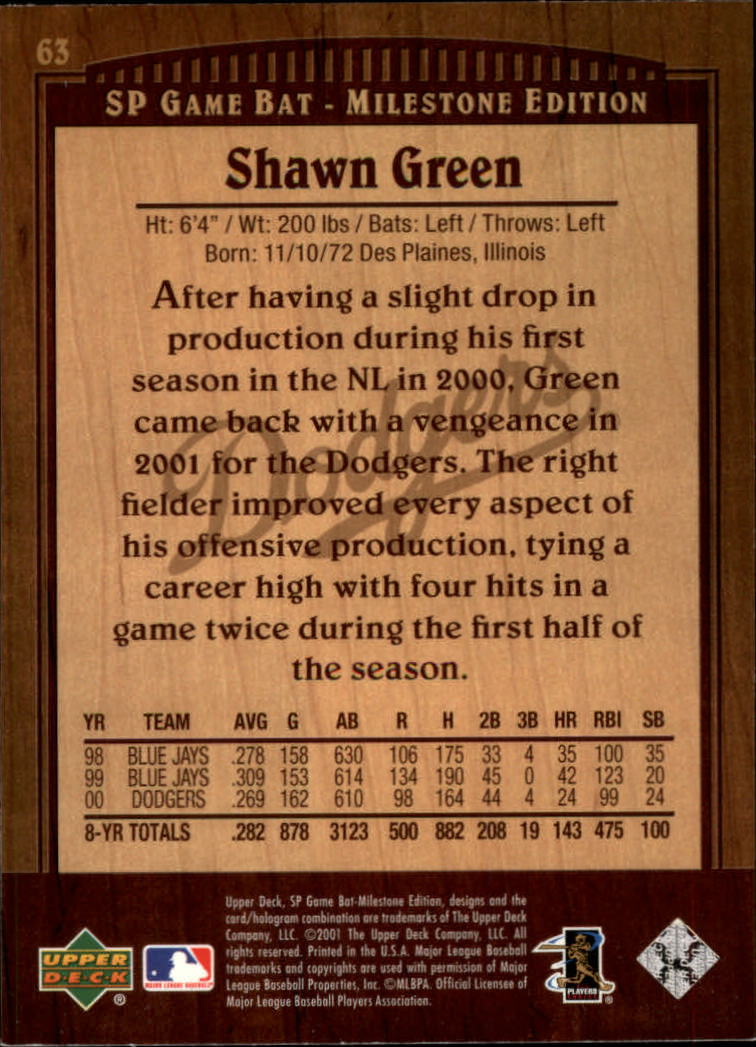 63
SP GAME BAT - MILESTONE EDITION
Shawn Green
Ht: 6'4" / Wt: 200 lbs / Bats: Left / Throws: Left
Born: 11/10/72 Des Plaines, Illinois
After having a slight drop in
production during his first
season in the NL in 2000, Green
came back with a vengeance in
2001 for the Dodgers. The right
fielder improved every aspect of
his offensive production, tying a
career high with four hits in a
game twice during the first half of
the season.
Dodgers
YR TEAM AVG G AB R H 2B 3B HR RBI SB
98 BLUE JAYS .278 158 630 106 175 33 4 35 100 35
99 BLUE JAYS .309 153 614 134 190 45 0 42 123 20
00 DODGERS .269 162 610 98 164 44 4 24 99 24
8-YR TOTALS .282 878 3123 500 882 208 19 143 475 100
Upper Deck, SP Game Bat-Milestone Edition, designs and the
card/hologram combination are trademarks of The Upper Deck
Company, LLC. ©2001 The Upper Deck Company, LLC. All
rights reserved. Printed in the U.S.A. Major League Baseball
trademarks and copyrights are used with permission of Major
League Baseball Properties, Inc. ©MLBPA. Official Licensee of
Major League Baseball Players Association.
UPPER
D·E·C·K
®
MAJOR LEAGUE BASEBALL
PLAYERS
®